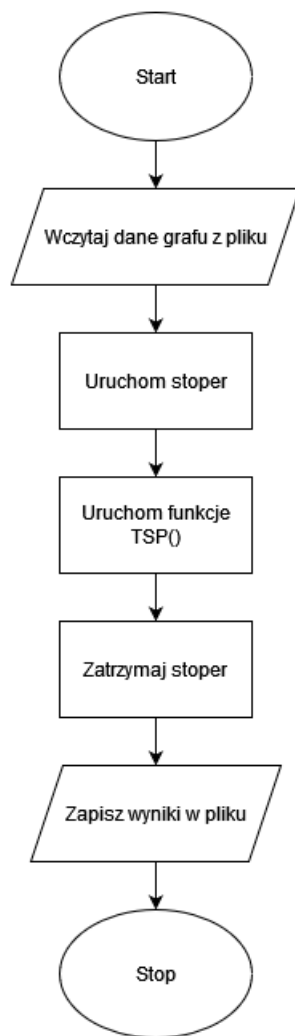 Start
Wczytaj dane grafu z pliku
Uruchom stoper
Uruchom funkcje
TSP()
Zatrzymaj stoper
Zapisz wyniki w pliku
Stop